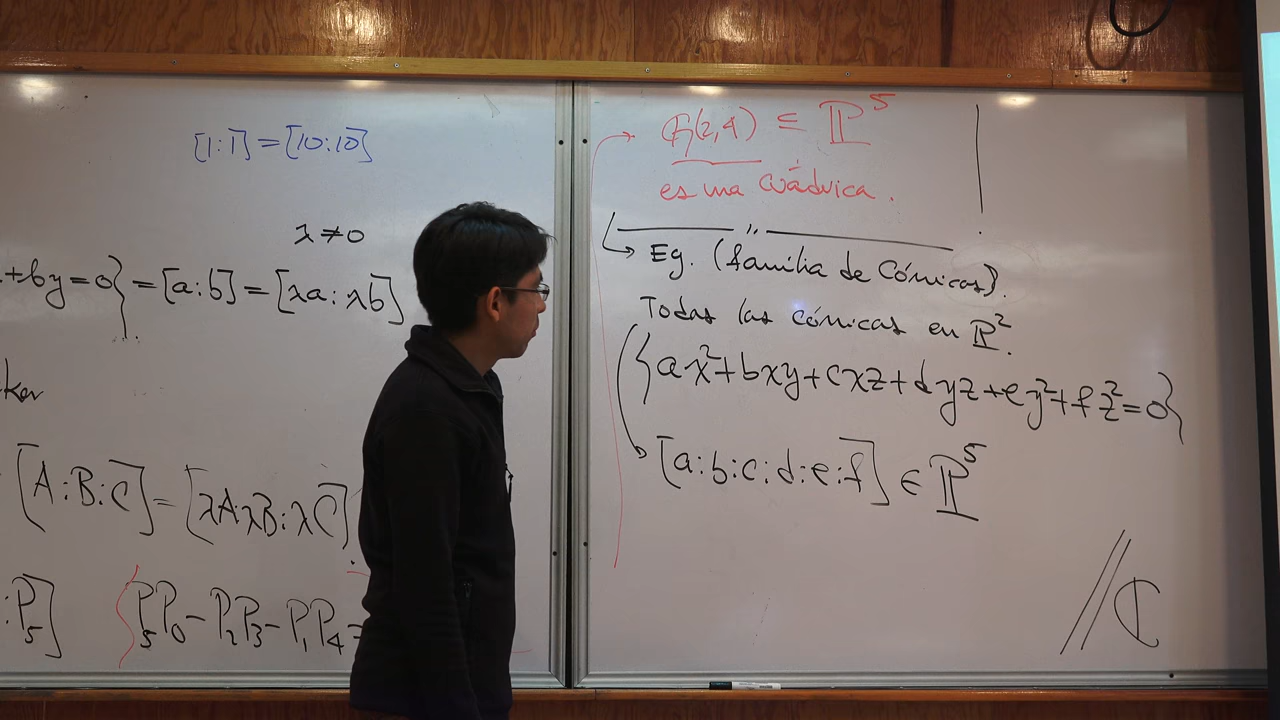 [1:1] = [10:10]
λ ≠ 0
+by=0} = [a:b] = [λa:λb]
[A:B:C] = [λA:λB:λC]
:P₅] {P₅P₀ - P₂P₃ - P₁P₄ =
G(2,4) ⊆ ℙ⁵
es una cuádrica.
Eg. (familia de Cónicas).
Todas las cónicas en ℙ².
{ax²+bxy+cxz+dyz+ey²+fz²=0}
[a:b:c:d:e:f] ∈ ℙ⁵
// ℂ